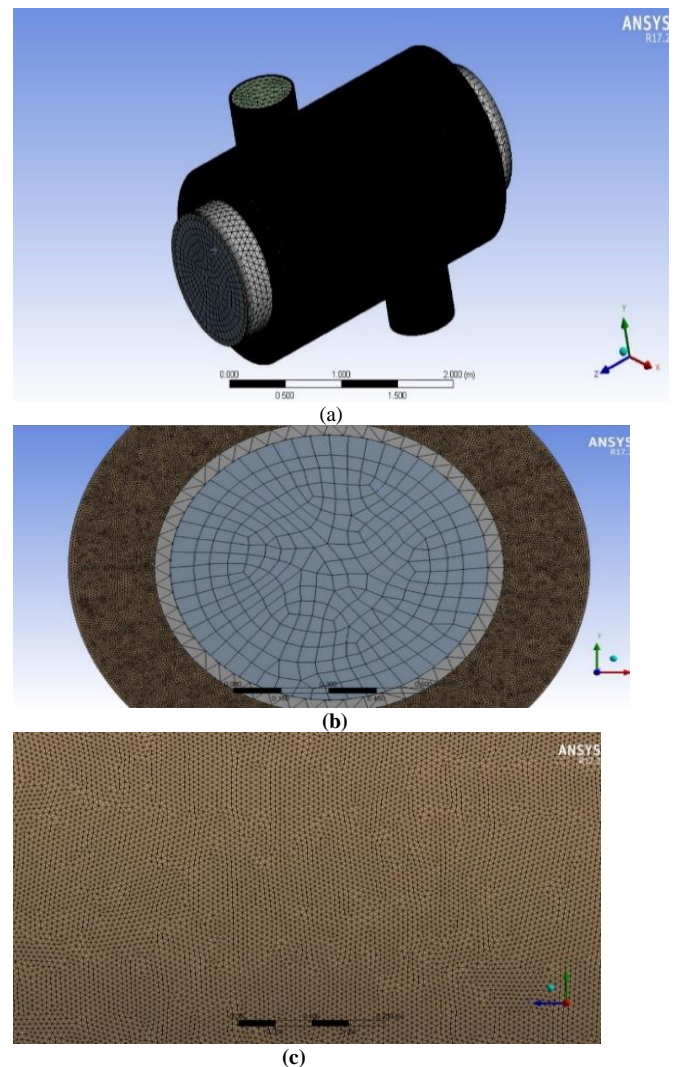 ANSYS
R17.2
Y
Z
X
0.000
1.000
2.000 (m)
0.500
1.500
(a)
ANSYS
R17.2
Y
(b)
ANSYS
R17.2
(c)